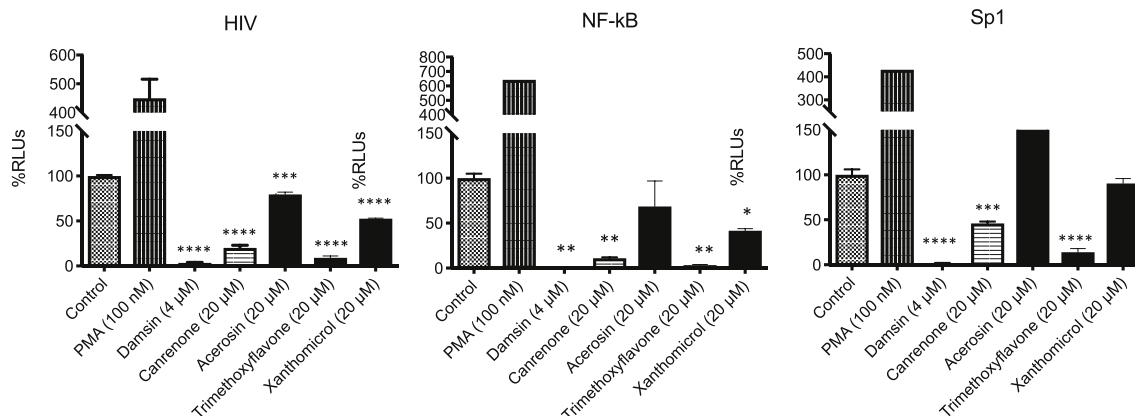 HIV
%RLUs
600
500
400
150
100
50
0
****
****
***
****
****
Control
PMA (100 nM)
Damsin (4 µM)
Canrenone (20 µM)
Acerosin (20 µM)
Trimethoxyflavone (20 µM)
Xanthomicrol (20 µM)
NF-kB
%RLUs
800
700
600
500
400
150
100
50
0
**
**
**
*
Control
PMA (100 nM)
Damsin (4 µM)
Canrenone (20 µM)
Acerosin (20 µM)
Trimethoxyflavone (20 µM)
Xanthomicrol (20 µM)
Sp1
%RLUs
500
400
300
150
100
50
0
****
***
****
Control
PMA (100 nM)
Damsin (4 µM)
Canrenone (20 µM)
Acerosin (20 µM)
Trimethoxyflavone (20 µM)
Xanthomicrol (20 µM)